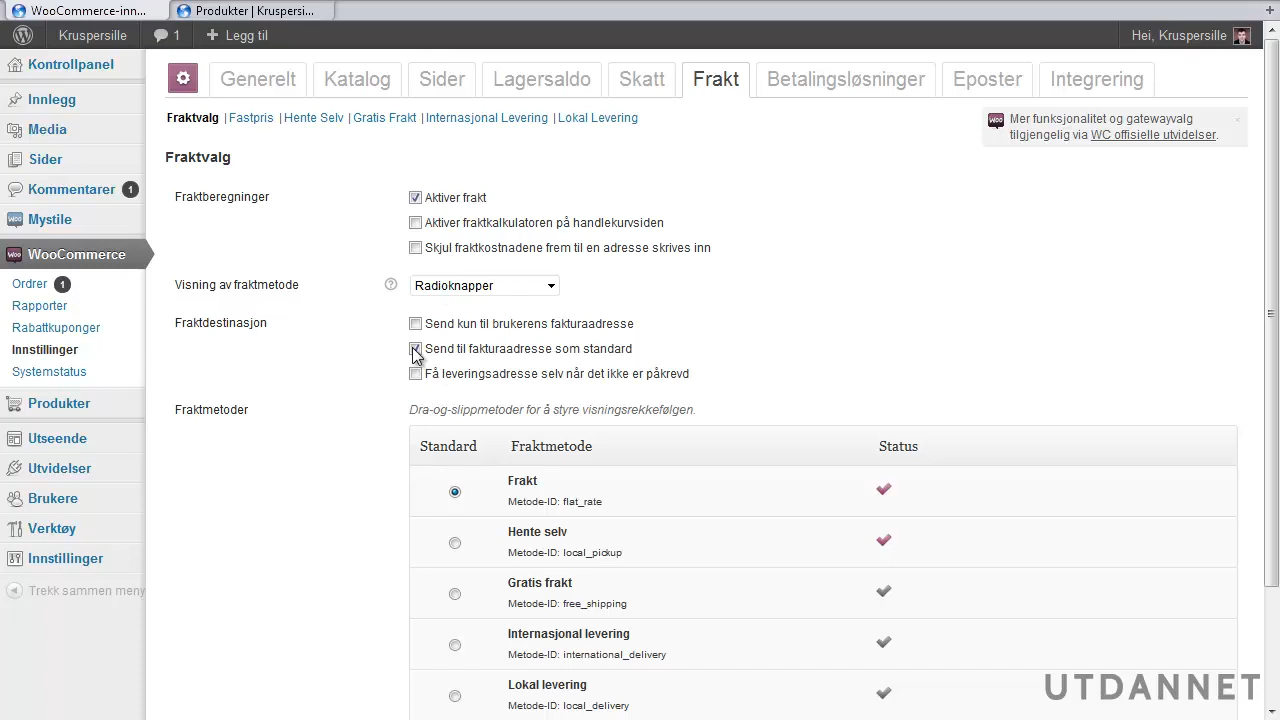 WooCommerce-inn...
Produkter | Kruspersi...
Kruspersille
1
Legg til
Hei, Kruspersille
Kontrollpanel
Innlegg
Media
Sider
Kommentarer 1
Mystile
WooCommerce
Ordrer 1
Rapporter
Rabattkuponger
Innstillinger
Systemstatus
Produkter
Utseende
Utvidelser
Brukere
Verktøy
Innstillinger
Trekk sammen meny
Generelt
Katalog
Sider
Lagersaldo
Skatt
Frakt
Betalingsløsninger
Eposter
Integrering
Fraktvalg | Fastpris | Hente Selv | Gratis Frakt | Internasjonal Levering | Lokal Levering
Mer funksjonalitet og gatewayvalg
tilgjengelig via WC offisielle utvidelser.
Fraktvalg
Fraktberegninger
Aktiver frakt
Aktiver fraktkalkulatoren på handlekurvsiden
Skjul fraktkostnadene frem til en adresse skrives inn
Visning av fraktmetode
Radioknapper
Fraktdestinasjon
Send kun til brukerens fakturaadresse
Send til fakturaadresse som standard
Få leveringsadresse selv når det ikke er påkrevd
Fraktmetoder
Dra-og-slippmetoder for å styre visningsrekkefølgen.
Standard Fraktmetode Status
Frakt
Metode-ID: flat_rate
Hente selv
Metode-ID: local_pickup
Gratis frakt
Metode-ID: free_shipping
Internasjonal levering
Metode-ID: international_delivery
Lokal levering
Metode-ID: local_delivery
UTDANNET